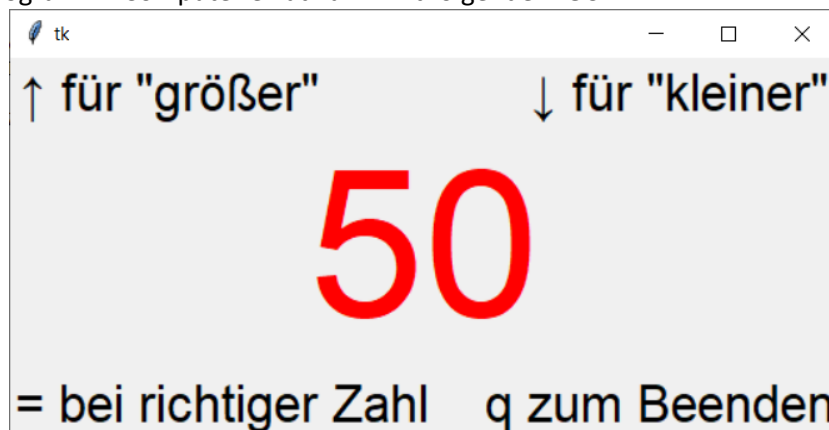 tk
↑ für "größer" ↓ für "kleiner"
50
= bei richtiger Zahl q zum Beenden